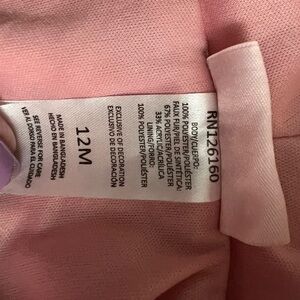 RN126160
BODY/CUERPO:
100% POLYESTER/POLIÉSTER
FAUX FUR/PIEL DE SINTÉTICA:
67% POLYESTER/POLIÉSTER
33% ACRYLIC/ACRÍLICA
LINING/FORRO:
100% POLYESTER/POLIÉSTER
EXCLUSIVE OF DECORATION
EXCLUSIVO DE DECORATION
12M
MADE IN BANGLADESH
HECHO EN BANGLADESH
SEE REVERSE FOR CARE
VER AL DORSO PARA EL CUIDADO